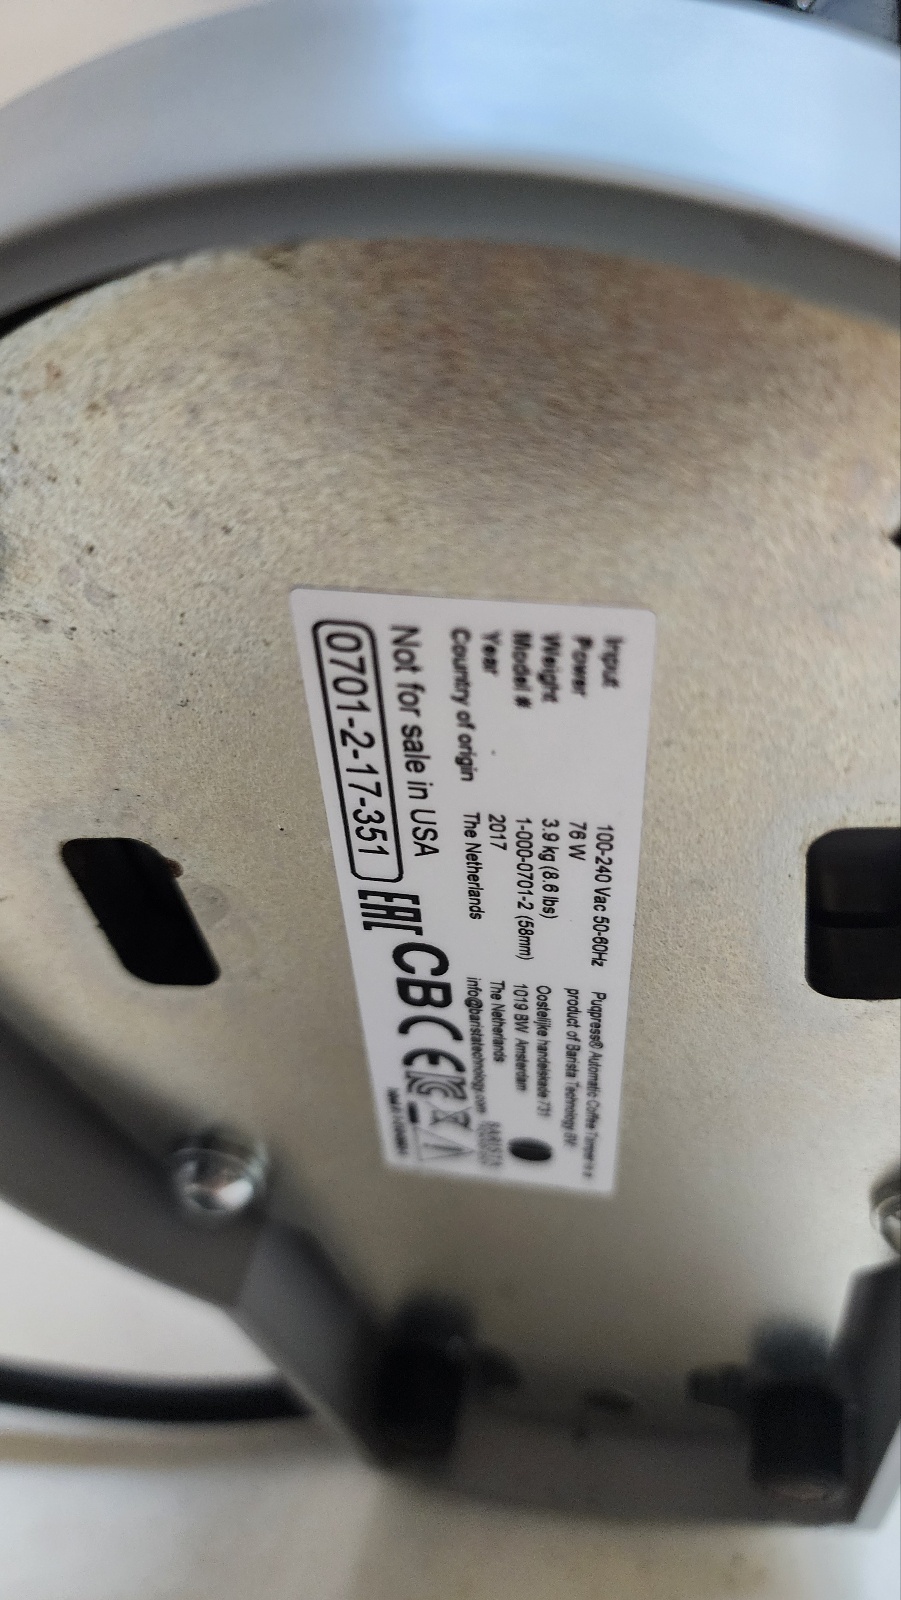 Input 100-240 Vac 50-60Hz
Power 76 W
Weight 3.9 kg (8.6 lbs)
Model # 1-000-0701-2 (58mm)
Year 2017
Country of origin The Netherlands
Puqpress® Automatic Coffee Tamper is a
product of Barista Technology BV.
Oostelijke handelskade 731
1019 BW Amsterdam
The Netherlands
info@baristatechnology.com
BARISTA
Not for sale in USA
0701-2-17-351
EAC CB CE